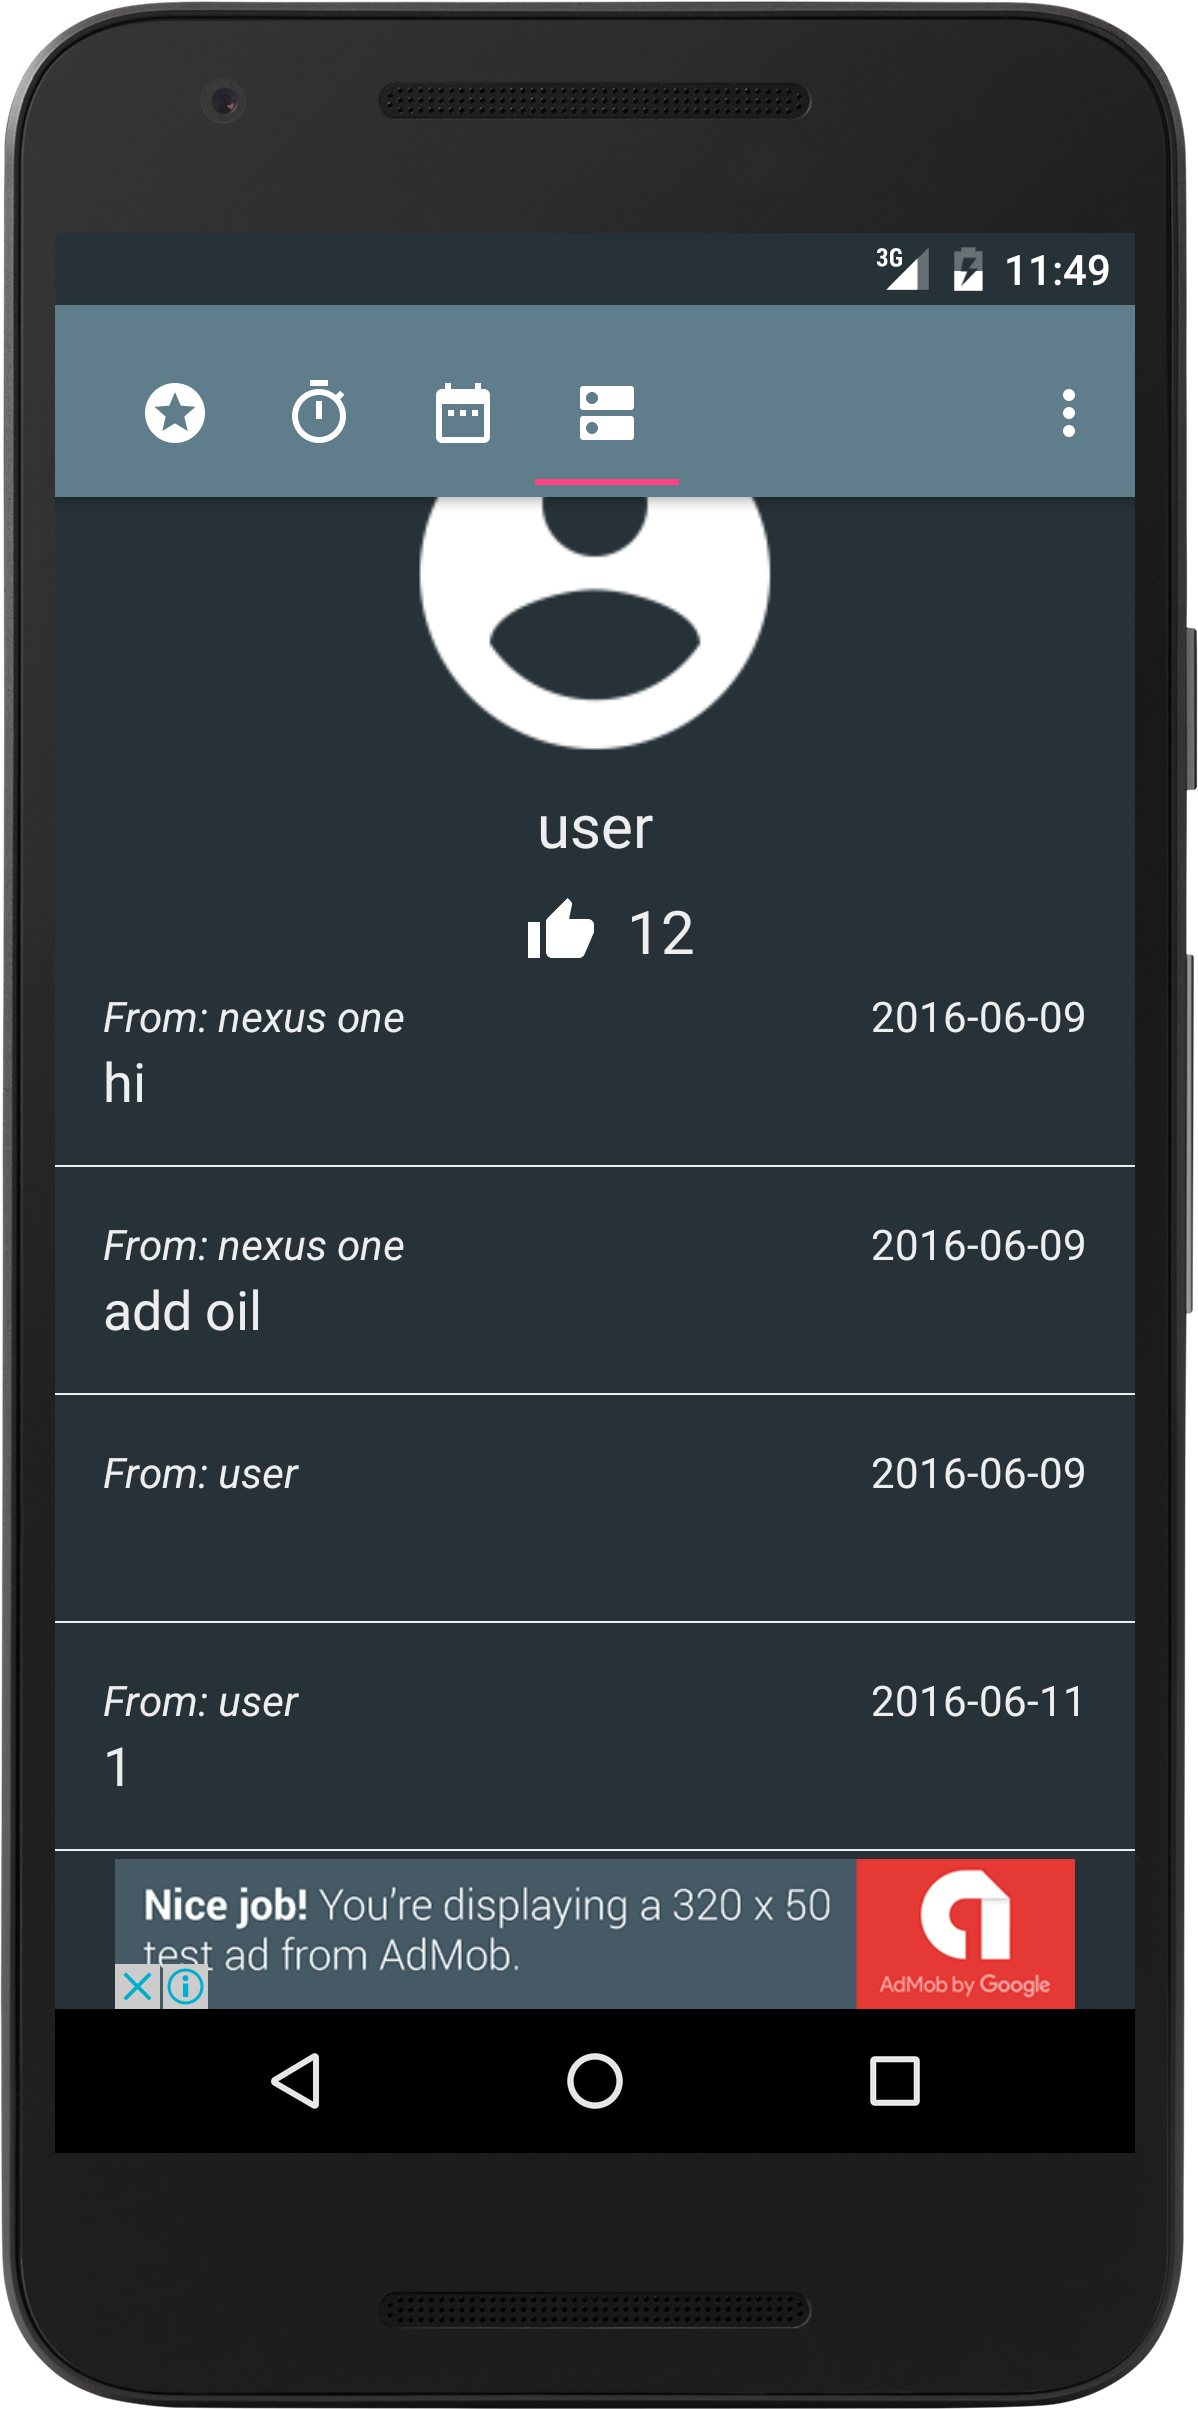 3G 11:49
user
12
From: nexus one 2016-06-09
hi
From: nexus one 2016-06-09
add oil
From: user 2016-06-09
From: user 2016-06-11
1
Nice job! You're displaying a 320 x 50
test ad from AdMob.
AdMob by Google